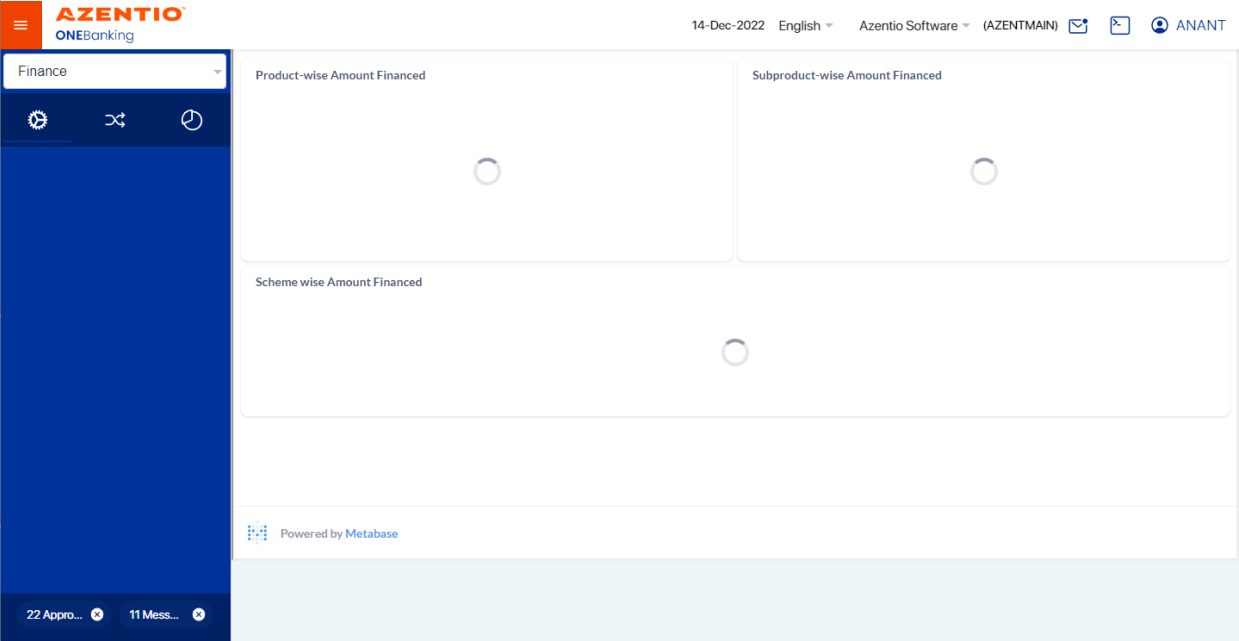 AZENTIO™
ONEBanking
14-Dec-2022 English Azentio Software (AZENTMAIN) ANANT
Finance
Product-wise Amount Financed
Subproduct-wise Amount Financed
Scheme wise Amount Financed
Powered by Metabase
22 Appro... 11 Mess...